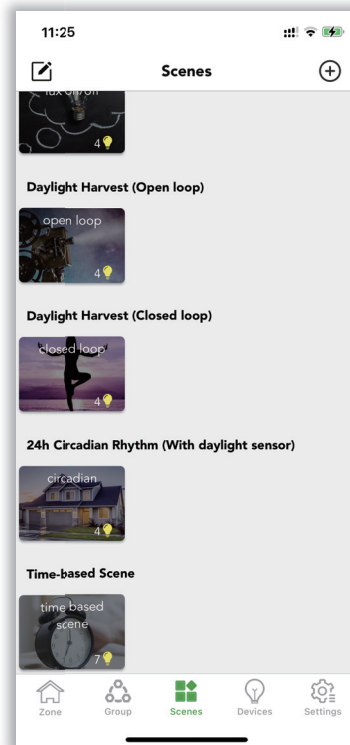 11:25
Scenes
lux on/off
4
Daylight Harvest (Open loop)
open loop
4
Daylight Harvest (Closed loop)
closed loop
4
24h Circadian Rhythm (With daylight sensor)
circadian
4
Time-based Scene
time based
scene
7
Zone
Group
Scenes
Devices
Settings